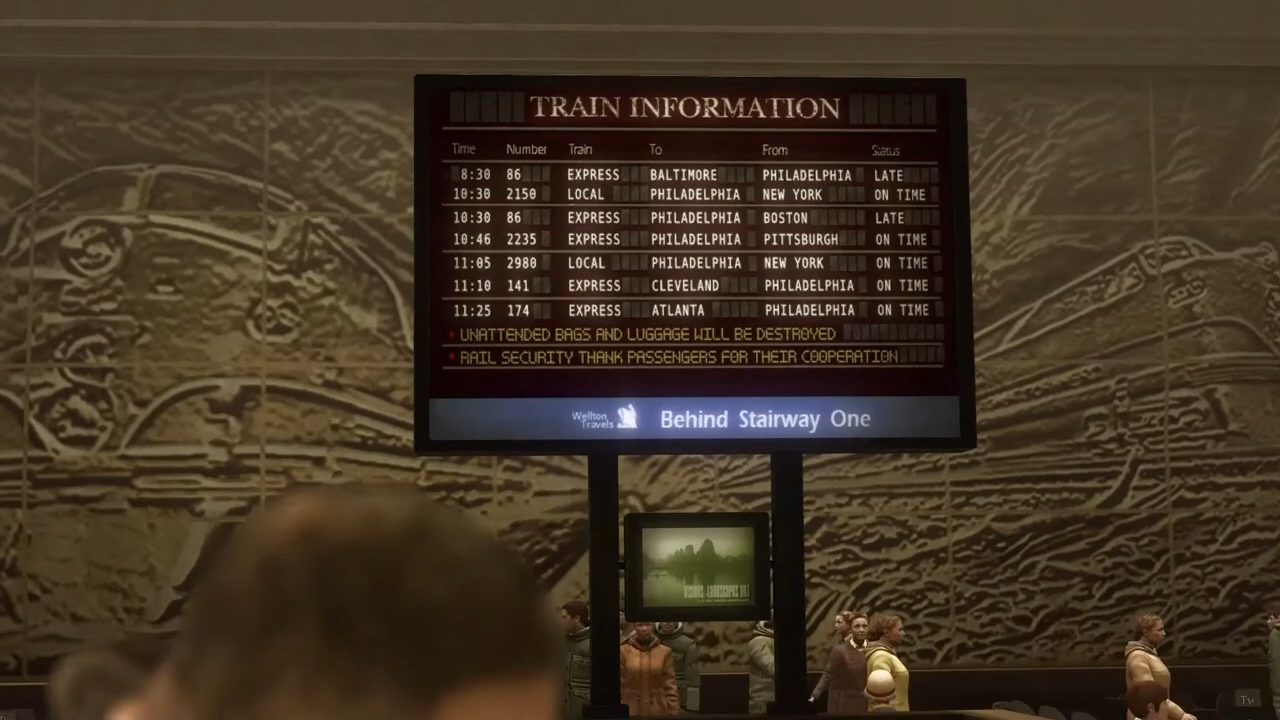 TRAIN INFORMATION
Time Number Train To From Status
8:30 86 EXPRESS BALTIMORE PHILADELPHIA LATE
10:30 2150 LOCAL PHILADELPHIA NEW YORK ON TIME
10:30 86 EXPRESS PHILADELPHIA BOSTON LATE
10:46 2235 EXPRESS PHILADELPHIA PITTSBURGH ON TIME
11:05 2980 LOCAL PHILADELPHIA NEW YORK ON TIME
11:10 141 EXPRESS CLEVELAND PHILADELPHIA ON TIME
11:25 174 EXPRESS ATLANTA PHILADELPHIA ON TIME
* UNATTENDED BAGS AND LUGGAGE WILL BE DESTROYED
* RAIL SECURITY THANK PASSENGERS FOR THEIR COOPERATION
Wellton Travels
Behind Stairway One
Tv